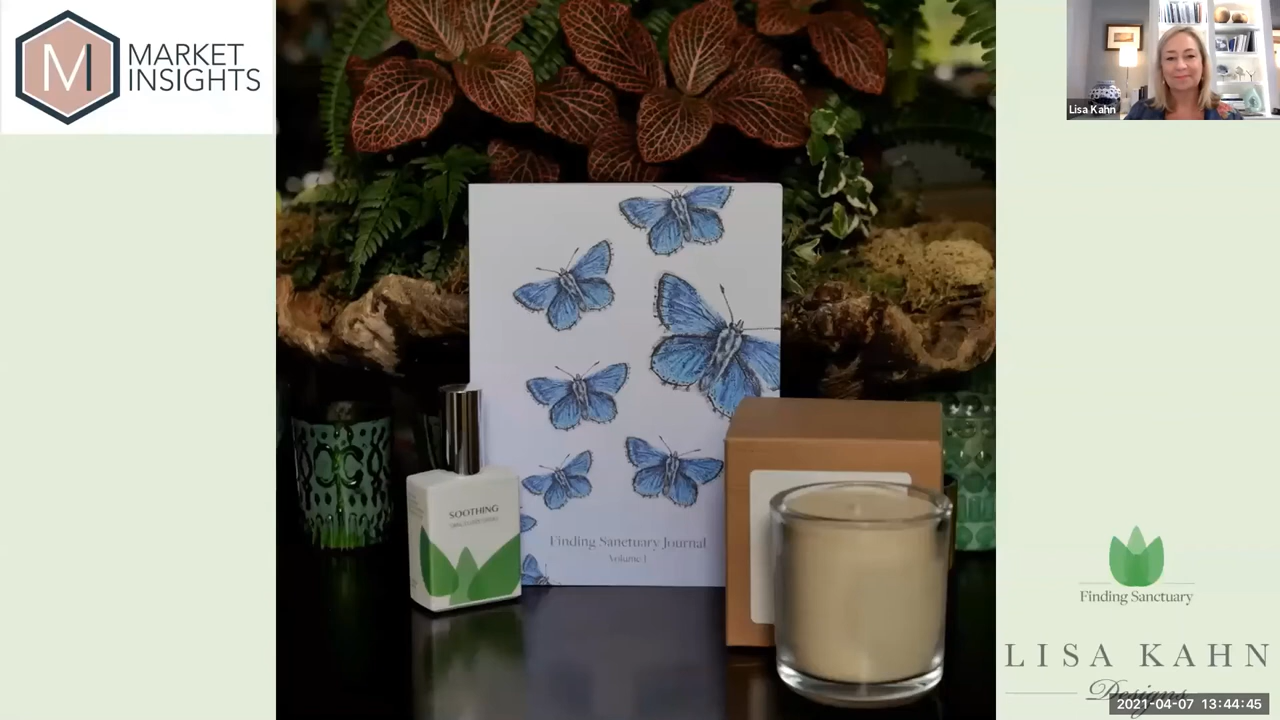 M
MARKET
INSIGHTS
Lisa Kahn
SOOTHING
Finding Sanctuary Journal
Volume I
Finding Sanctuary
LISA KAHN
Designs
2021-04-07 13:44:45